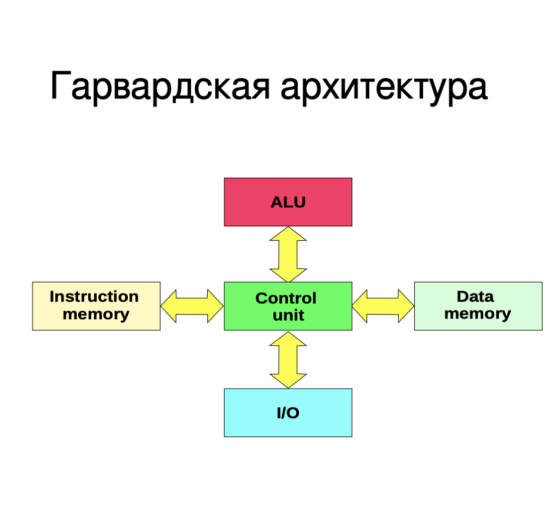 Гарвардская архитектура
ALU
Instruction
memory
Control
unit
Data
memory
I/O